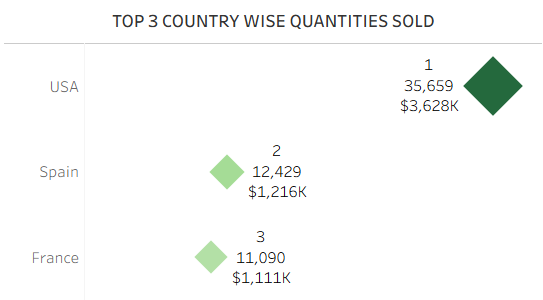 TOP 3 COUNTRY WISE QUANTITIES SOLD
USA
1
35,659
$3,628K
Spain
2
12,429
$1,216K
France
3
11,090
$1,111K